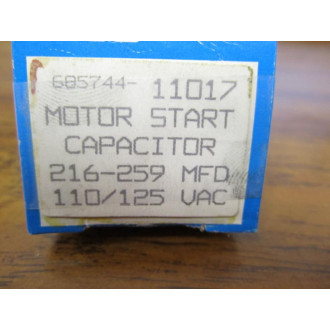 685744- 11017
MOTOR START
CAPACITOR
216-259 MFD
110/125 VAC